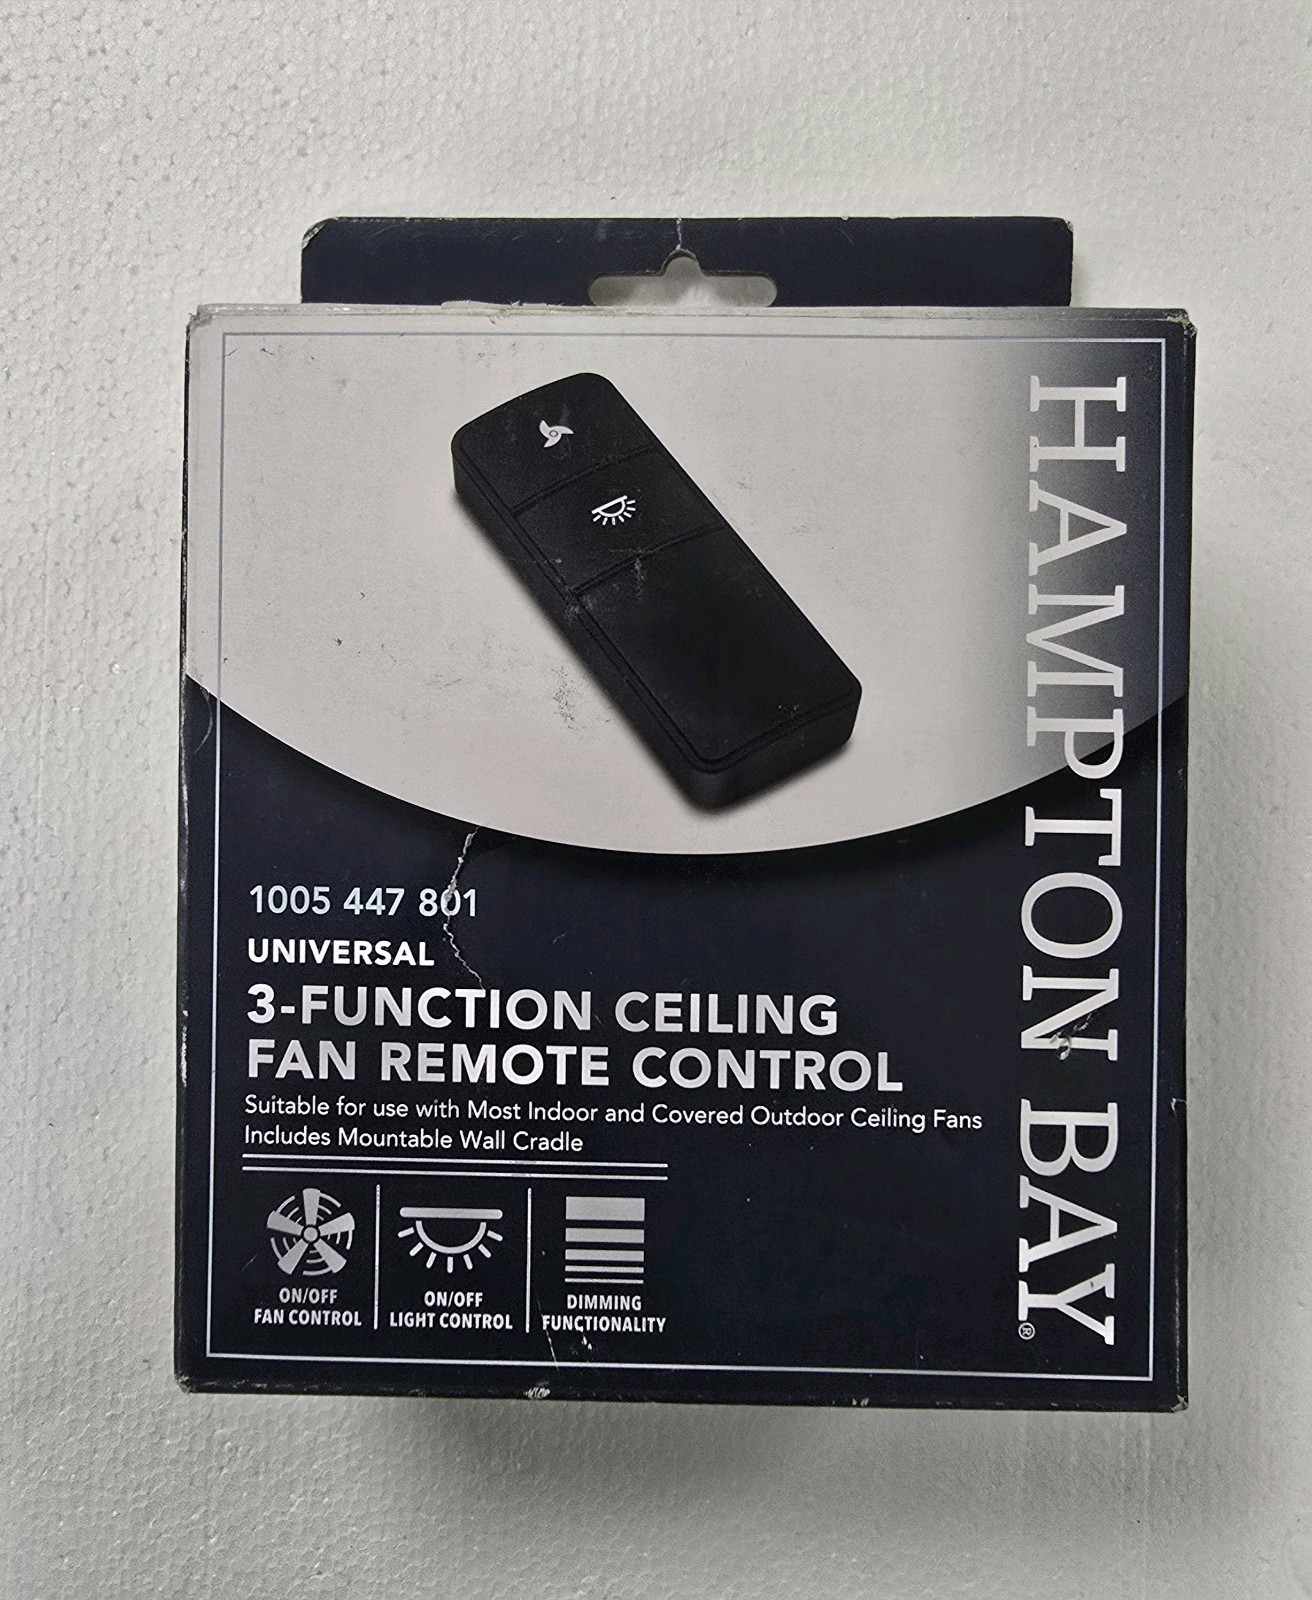 HAMPTON BAY®
1005 447 801
UNIVERSAL
3-FUNCTION CEILING
FAN REMOTE CONTROL
Suitable for use with Most Indoor and Covered Outdoor Ceiling Fans
Includes Mountable Wall Cradle
ON/OFF
FAN CONTROL
ON/OFF
LIGHT CONTROL
DIMMING
FUNCTIONALITY